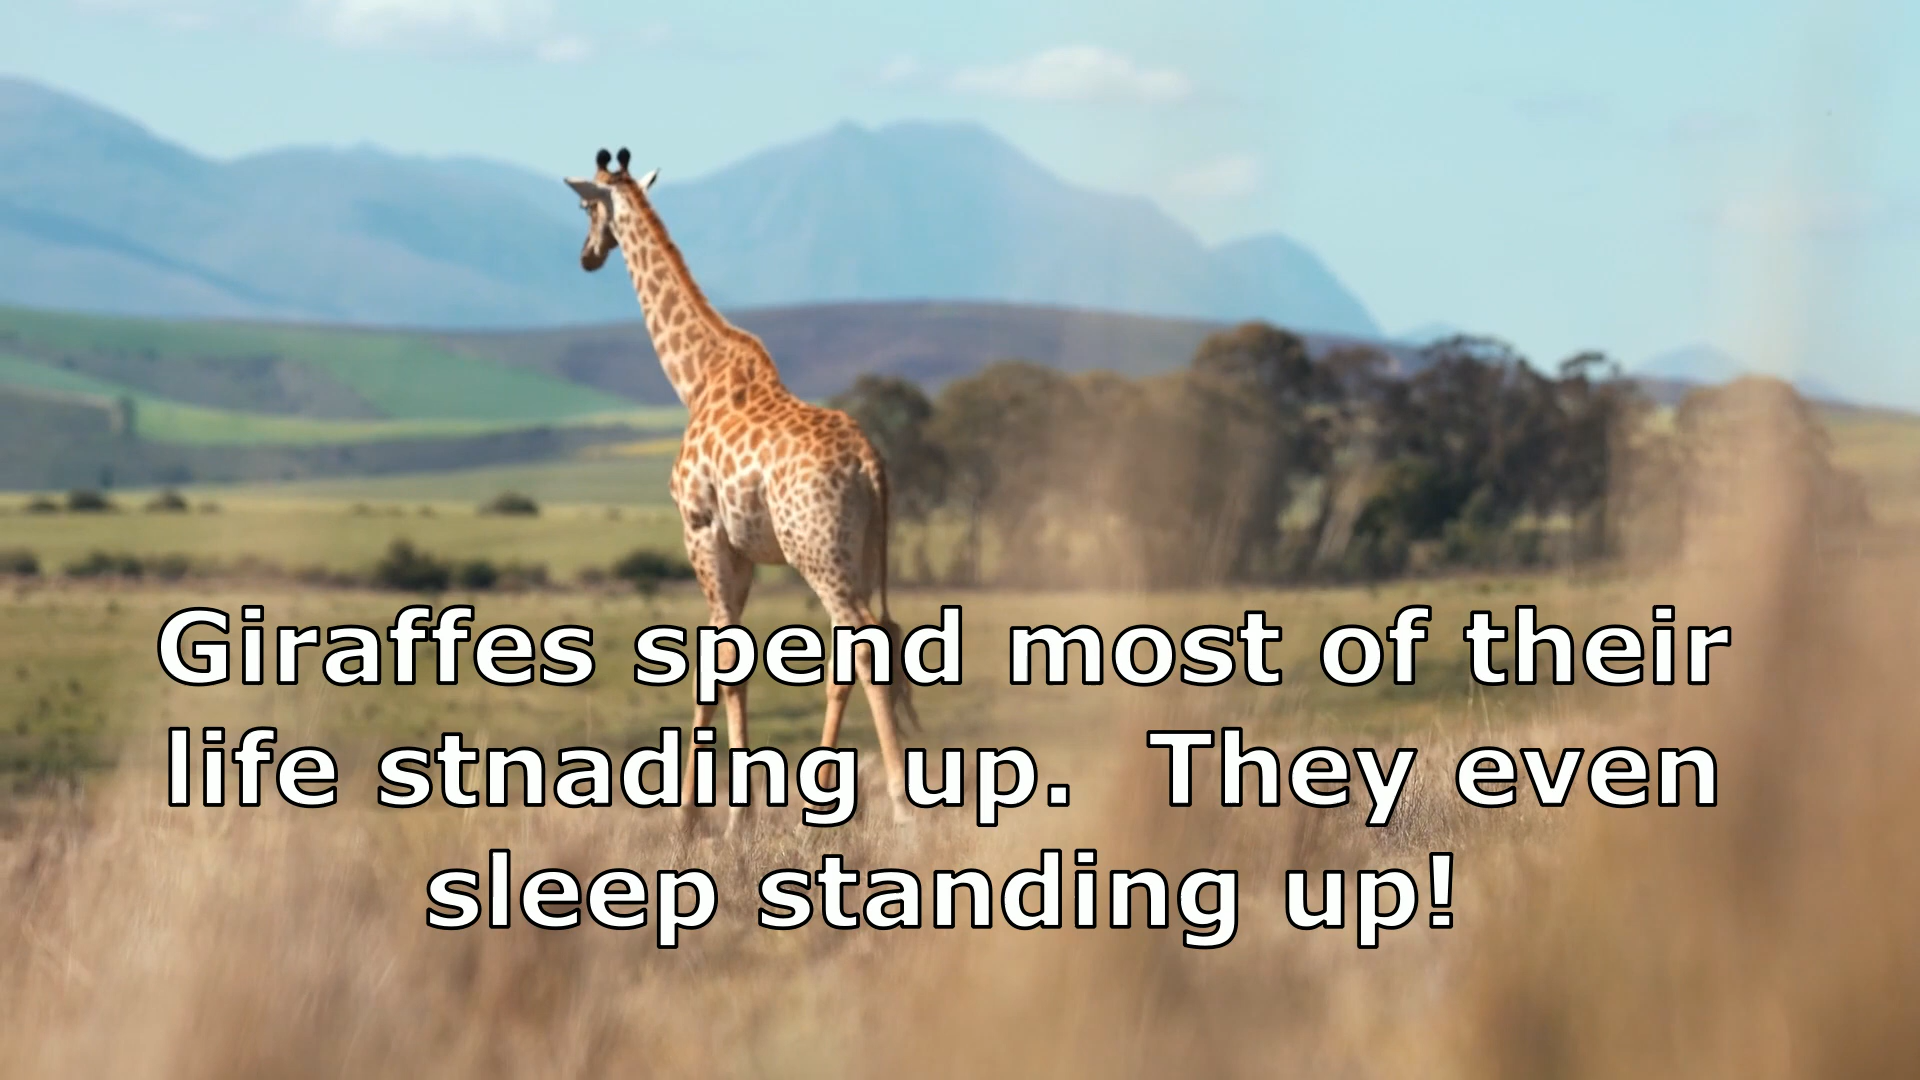 Giraffes spend most of their
life stnading up.  They even
sleep standing up!